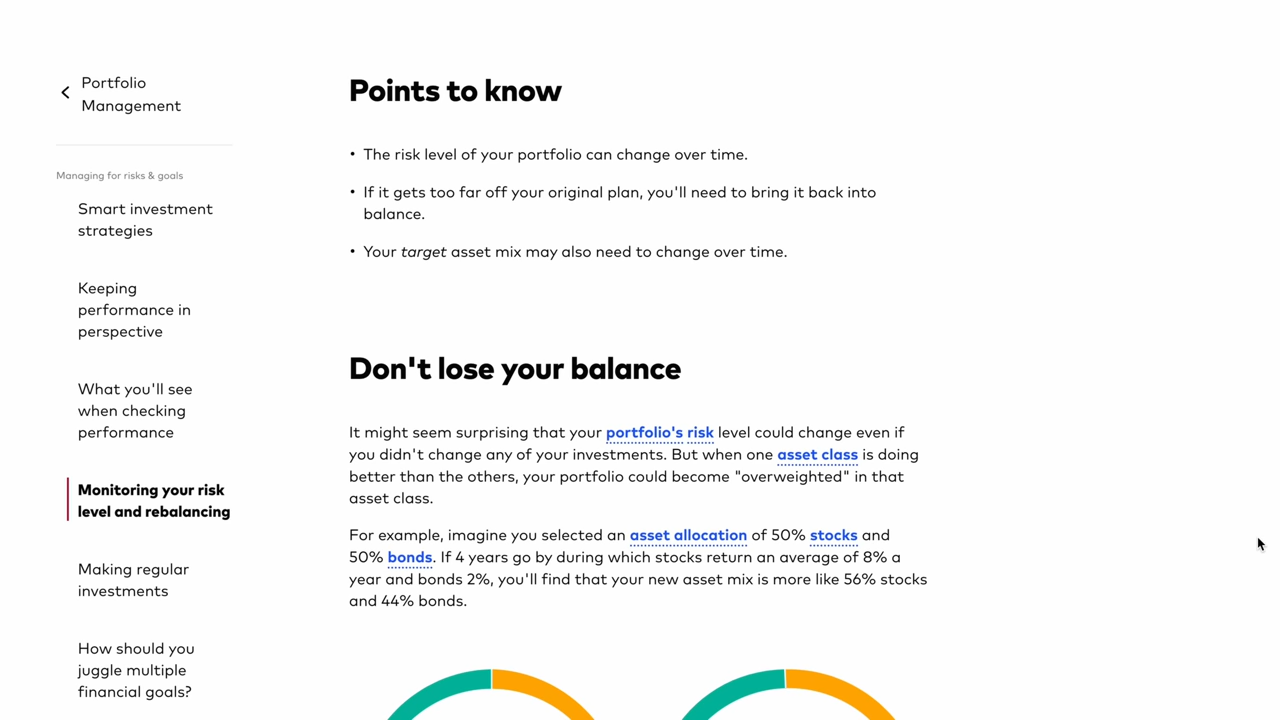 Portfolio
Management
Managing for risks & goals
Smart investment
strategies
Keeping
performance in
perspective
What you'll see
when checking
performance
Monitoring your risk
level and rebalancing
Making regular
investments
How should you
juggle multiple
financial goals?
Points to know
• The risk level of your portfolio can change over time.
• If it gets too far off your original plan, you'll need to bring it back into
balance.
• Your target asset mix may also need to change over time.
Don't lose your balance
It might seem surprising that your portfolio's risk level could change even if
you didn't change any of your investments. But when one asset class is doing
better than the others, your portfolio could become "overweighted" in that
asset class.
For example, imagine you selected an asset allocation of 50% stocks and
50% bonds. If 4 years go by during which stocks return an average of 8% a
year and bonds 2%, you'll find that your new asset mix is more like 56% stocks
and 44% bonds.